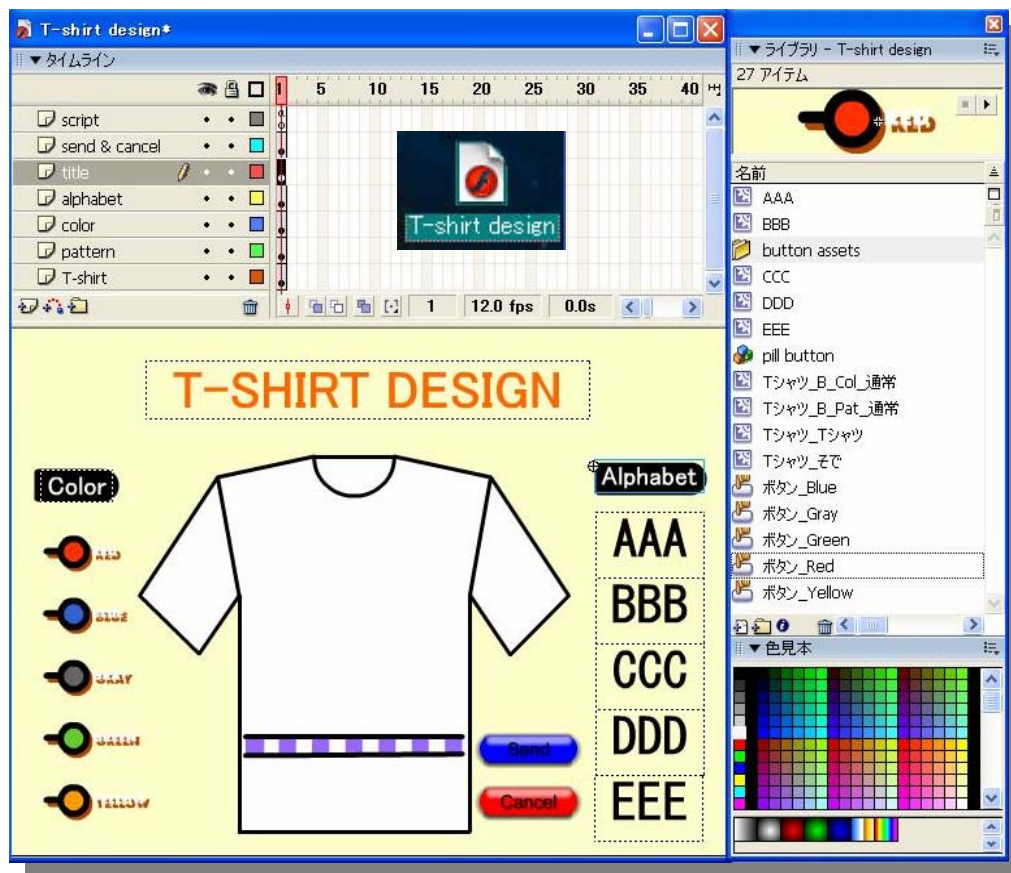 T-shirt design*
▼ タイムライン
1 5 10 15 20 25 30 35 40
script
send & cancel
title
alphabet
color
pattern
T-shirt
T-shirt design
1 12.0 fps 0.0s
T-SHIRT DESIGN
Color
RED
BLUE
GRAY
GREEN
YELLOW
Alphabet
AAA
BBB
CCC
DDD
EEE
Send
Cancel
▼ ライブラリ - T-shirt design
27 アイテム
RED
名前
AAA
BBB
button assets
CCC
DDD
EEE
pill button
Tシャツ_B_Col_通常
Tシャツ_B_Pat_通常
Tシャツ_Tシャツ
Tシャツ_そで
ボタン_Blue
ボタン_Gray
ボタン_Green
ボタン_Red
ボタン_Yellow
▼ 色見本